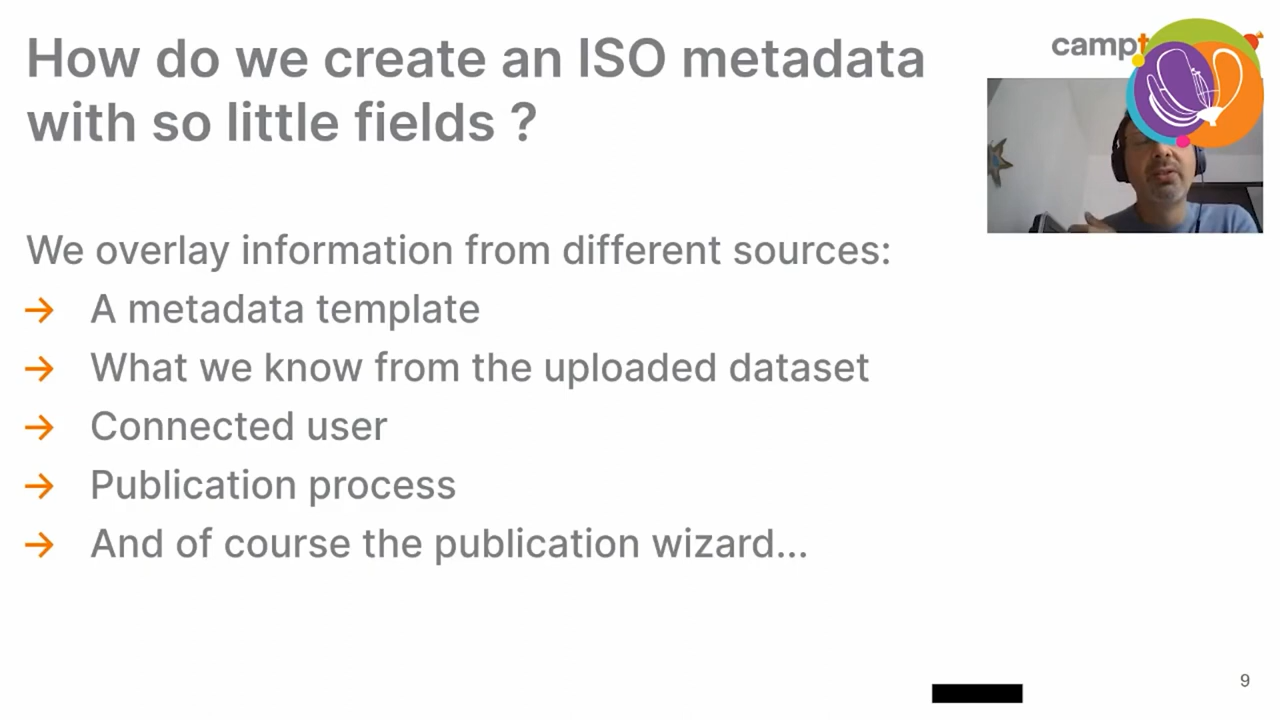 How do we create an ISO metadata
with so little fields ?
We overlay information from different sources:
→ A metadata template
→ What we know from the uploaded dataset
→ Connected user
→ Publication process
→ And of course the publication wizard...
9